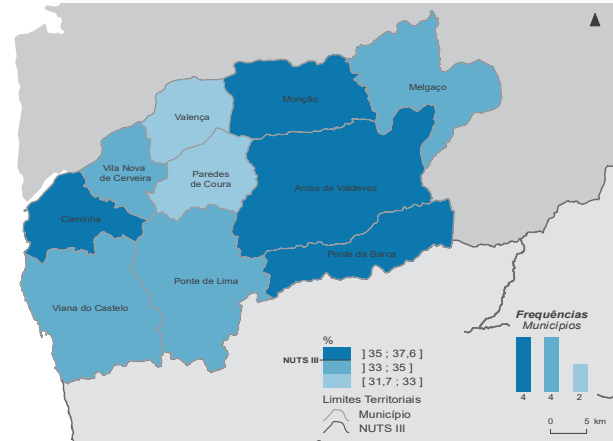 Monção
Melgaço
Valença
Vila Nova
de Cerveira
Paredes
de Coura
Arcos de Valdevez
Caminha
Ponte da Barca
Ponte de Lima
Viana do Castelo
%
NUTS III
] 35 ; 37,6 ]
] 33 ; 35 ]
[ 31,7 ; 33 ]
Limites Territoriais
Município
NUTS III
Frequências
Municípios
4 4 2
0 5 km